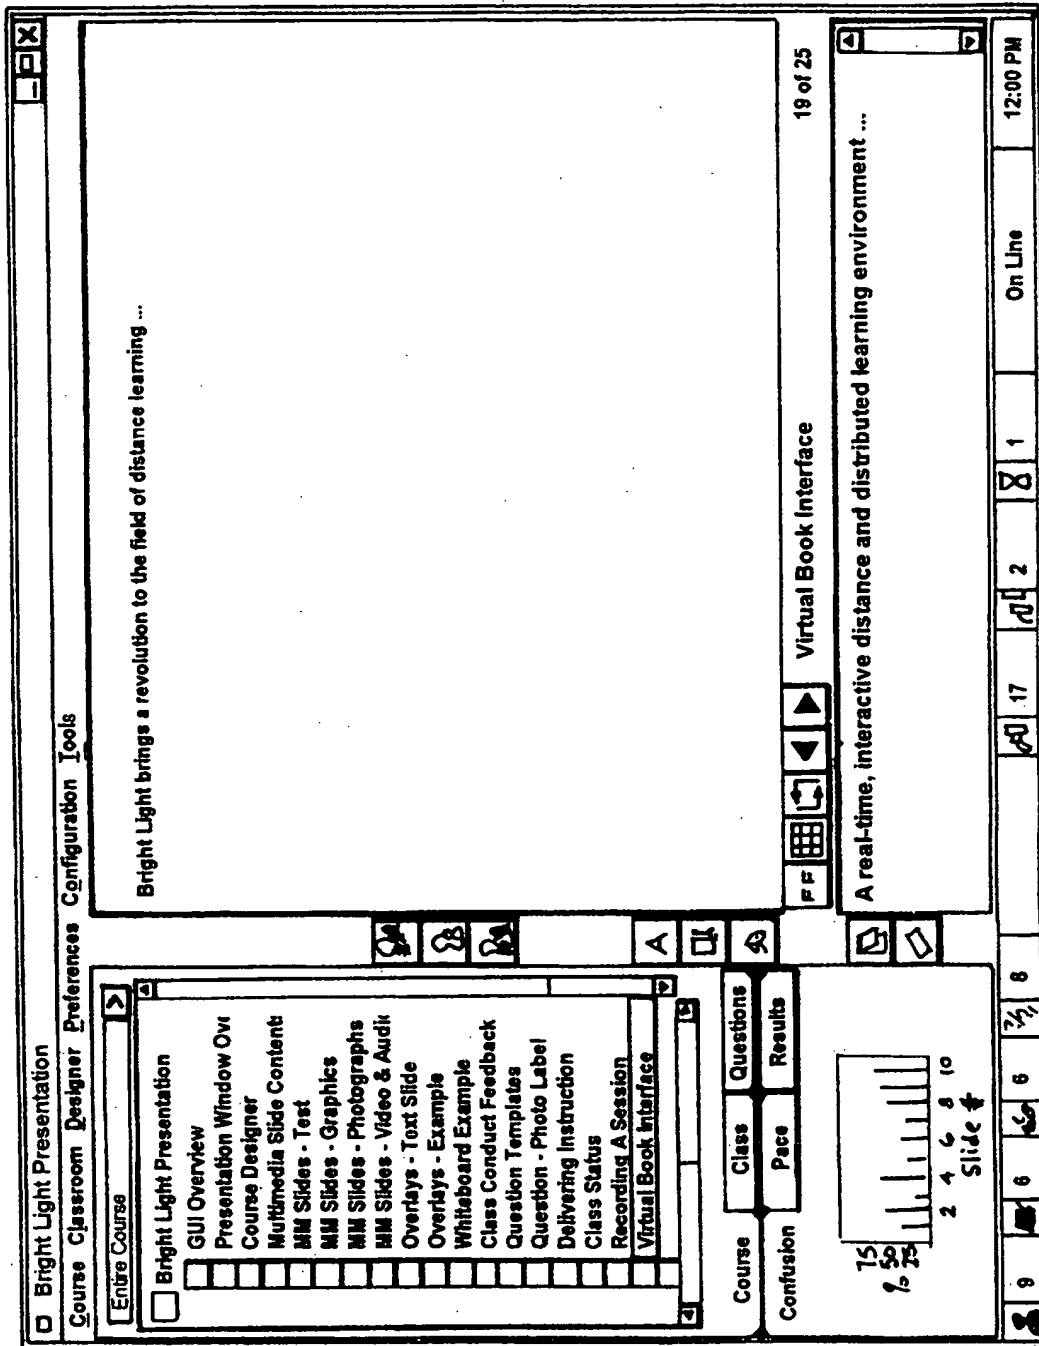 Bright Light Presentation
Course Classroom Designer Preferences Configuration Tools
Entire Course
Bright Light Presentation
GUI Overview
Presentation Window Ove
Course Designer
Multimedia Slide Contents
MM Slides - Test
MM Slides - Graphics
MM Slides - Photographs
MM Slides - Video & Audio
Overlays - Text Slide
Overlays - Example
Whiteboard Example
Class Conduct Feedback
Question Templates
Question - Photo Label
Delivering Instruction
Class Status
Recording A Session
Virtual Book Interface
Course Class Questions
Confusion Pace Results
75
50
% 25
2 4 6 8 10
Slide #
A
Bright Light brings a revolution to the field of distance learning ...
FF Virtual Book Interface 19 of 25
A real-time, interactive distance and distributed learning environment ...
9 6 6 8 17 2 1 On Line 12:00 PM